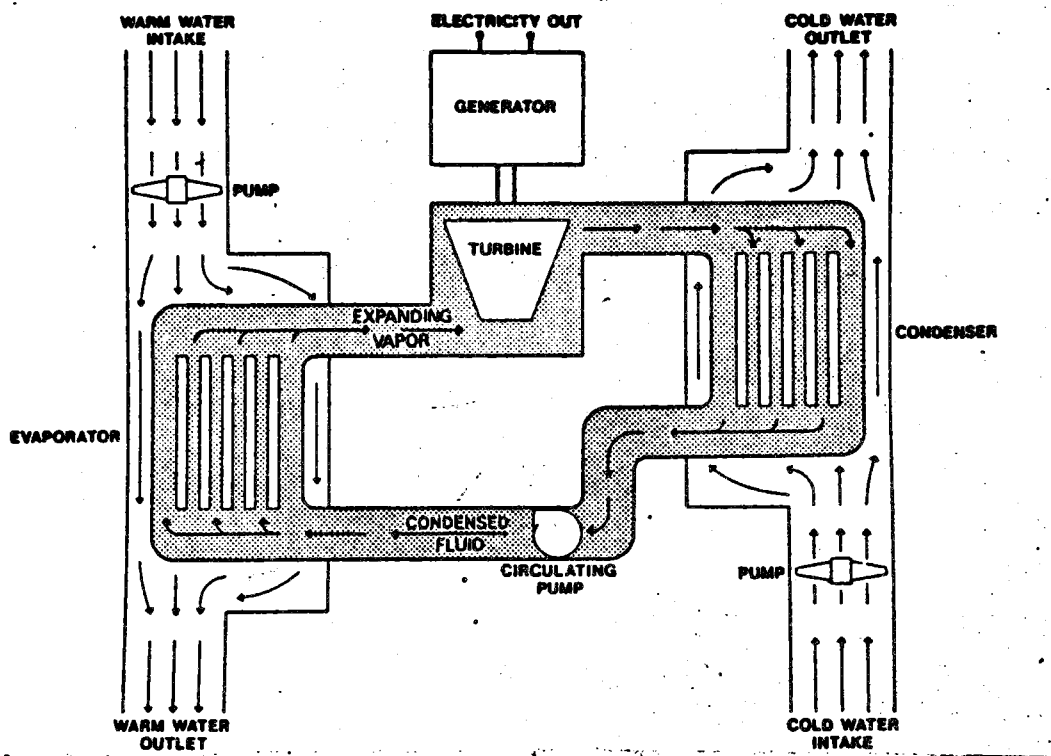 WARM WATER
INTAKE
ELECTRICITY OUT
COLD WATER
OUTLET
GENERATOR
PUMP
TURBINE
EXPANDING
VAPOR
CONDENSER
EVAPORATOR
CONDENSED
FLUID
CIRCULATING
PUMP
PUMP
WARM WATER
OUTLET
COLD WATER
INTAKE